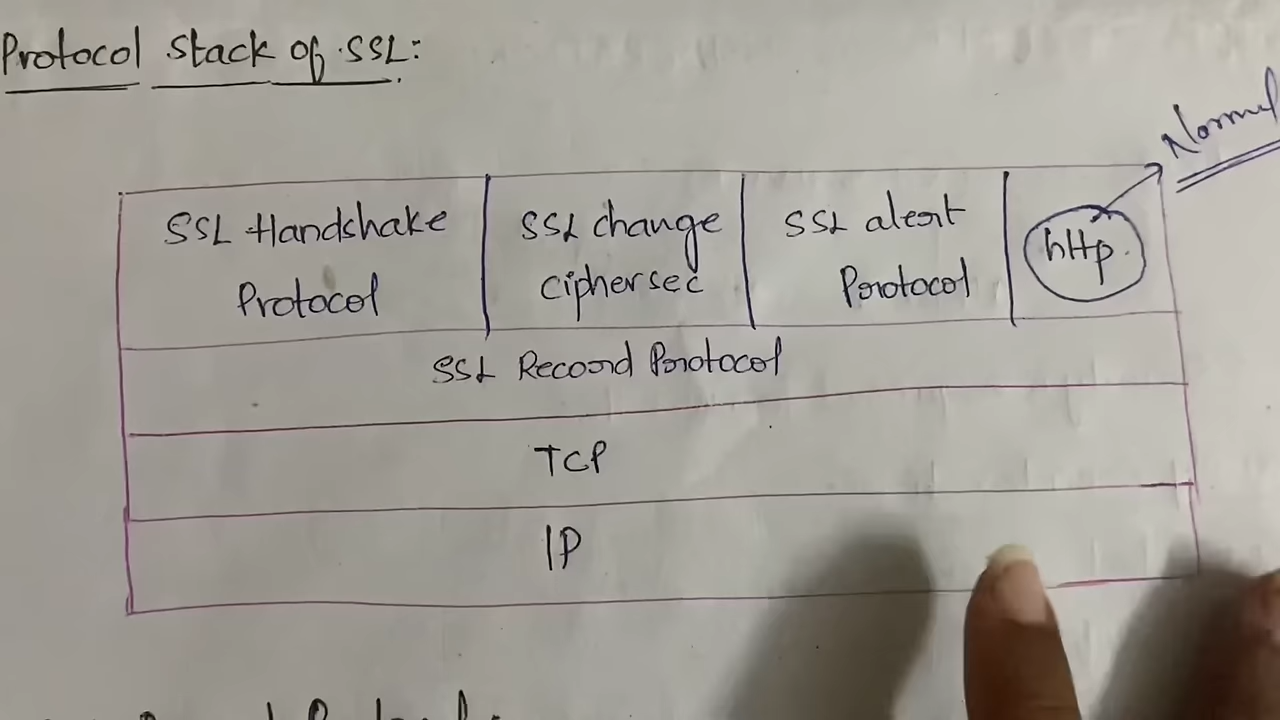 Protocol stack of SSL:
Normal
SSL Handshake
Protocol
SSL change
ciphersec
SSL alert
Protocol
http.
SSL Record Protocol
TCP
IP